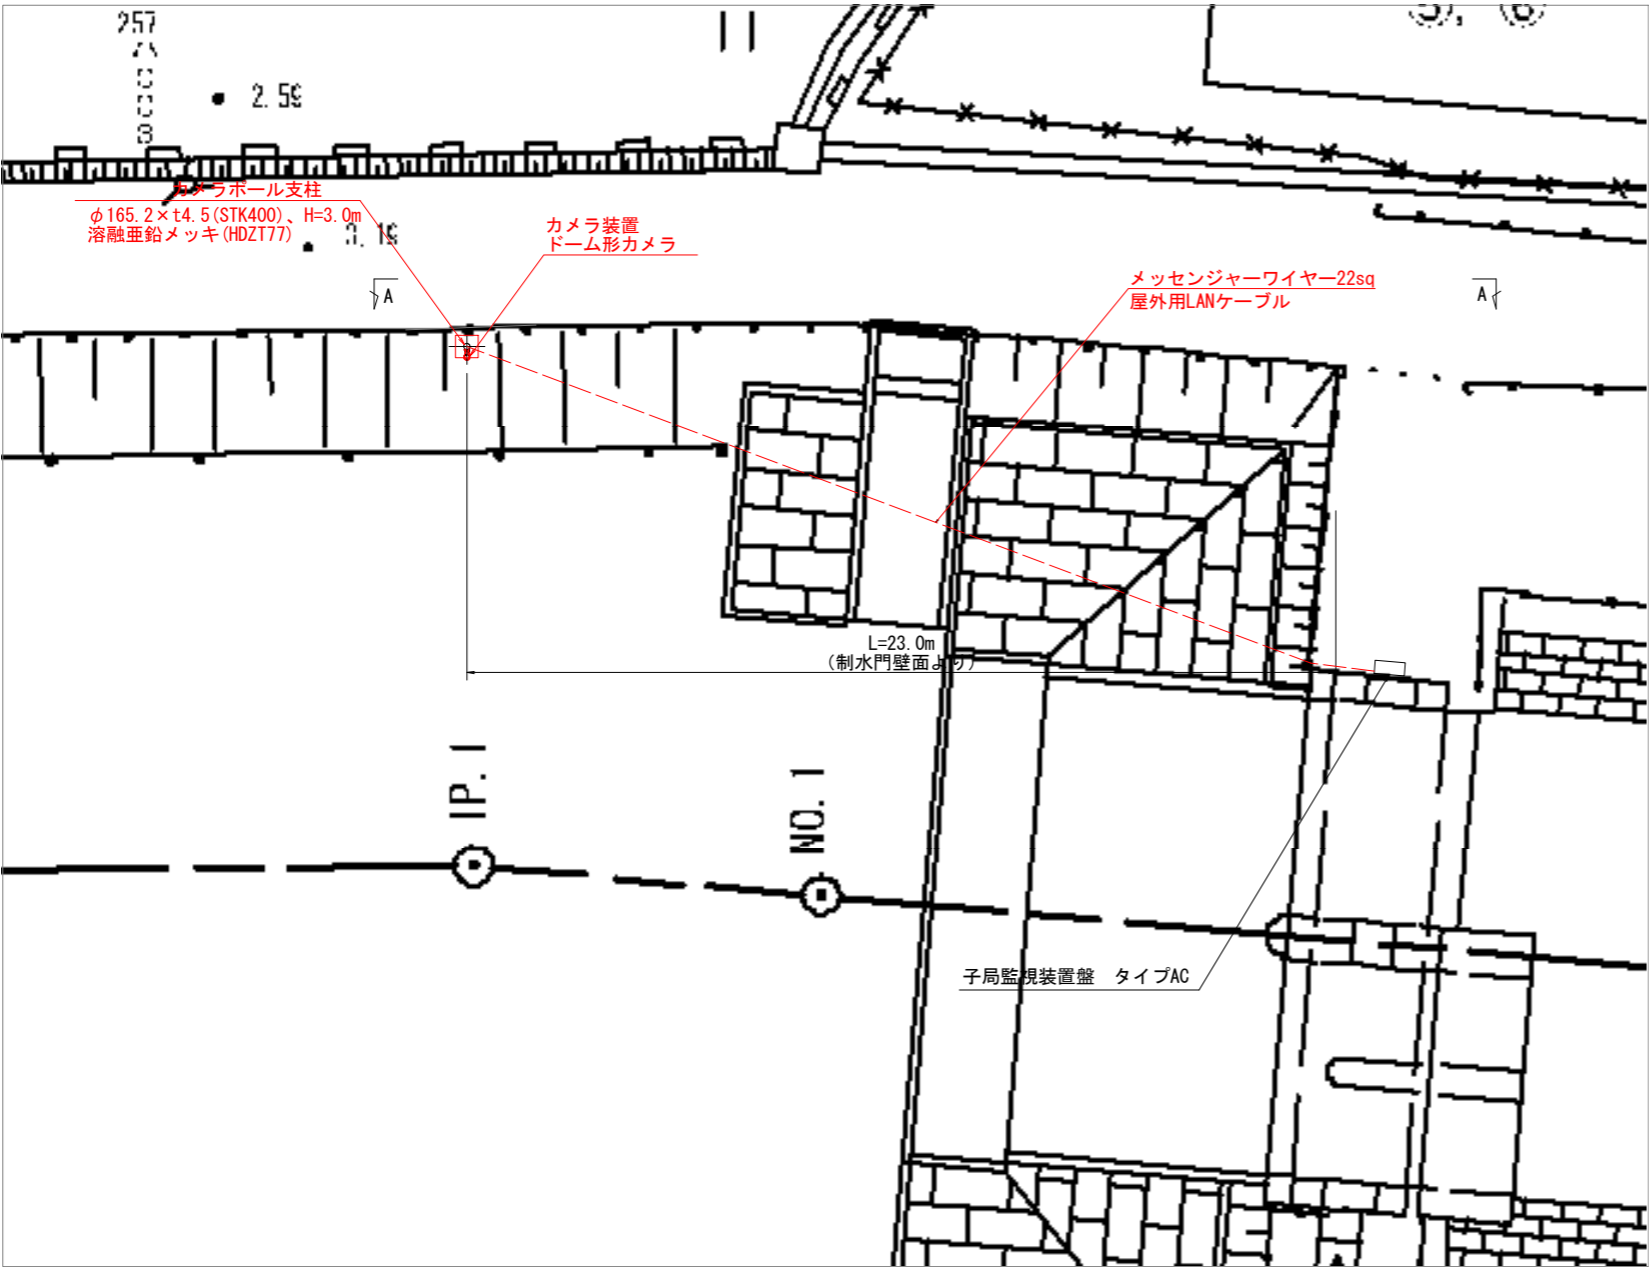 257
⑤, ⑥
2.59
カメラポール支柱
φ165.2×t4.5(STK400)、H=3.0m
溶融亜鉛メッキ(HDZT77)
3.19
カメラ装置
ドーム形カメラ
メッセンジャーワイヤー22sq
屋外用LANケーブル
A
A
L=23.0m
(制水門壁面より)
IP.1
NO.1
子局監視装置盤 タイプAC